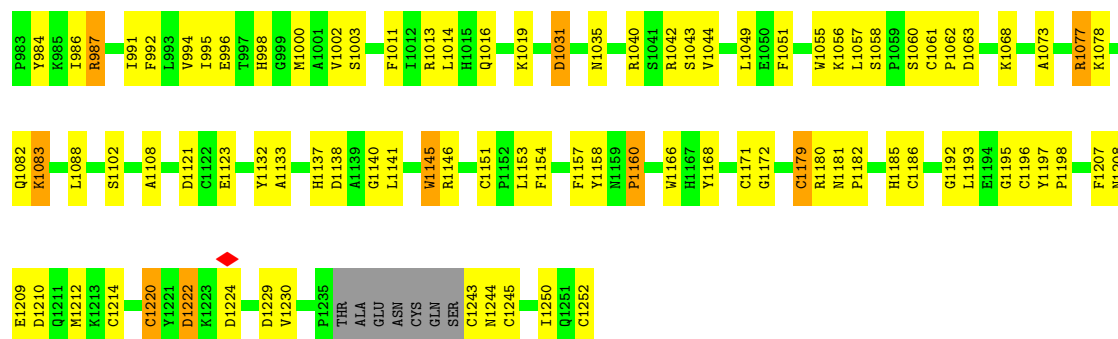 P983 Y984 K985 I986 R987 I991 F992 L993 V994 I995 E996 T997 H998 G999 M1000 A1001 V1002 S1003 F1011 I1012 R1013 L1014 H1015 Q1016 K1019 D1031 N1035 R1040 S1041 R1042 S1043 V1044 L1049 E1050 F1051 W1055 K1056 L1057 S1058 P1059 S1060 C1061 P1062 D1063 K1068 A1073 R1077 K1078
Q1082 K1083 L1088 S1102 A1108 D1121 C1122 E1123 Y1132 A1133 H1137 D1138 A1139 G1140 L1141 W1145 R1146 C1151 P1152 L1153 F1154 F1157 Y1158 N1159 P1160 W1166 H1167 Y1168 C1171 G1172 C1179 R1180 N1181 P1182 H1185 C1186 G1192 L1193 E1194 G1195 C1196 Y1197 P1198 F1207 N1208
E1209 D1210 Q1211 M1212 K1213 C1214 C1220 Y1221 D1222 K1223 D1224 D1229 V1230 P1235 THR ALA GLU ASN CYS GLN SER C1243 N1244 C1245 I1250 Q1251 C1252